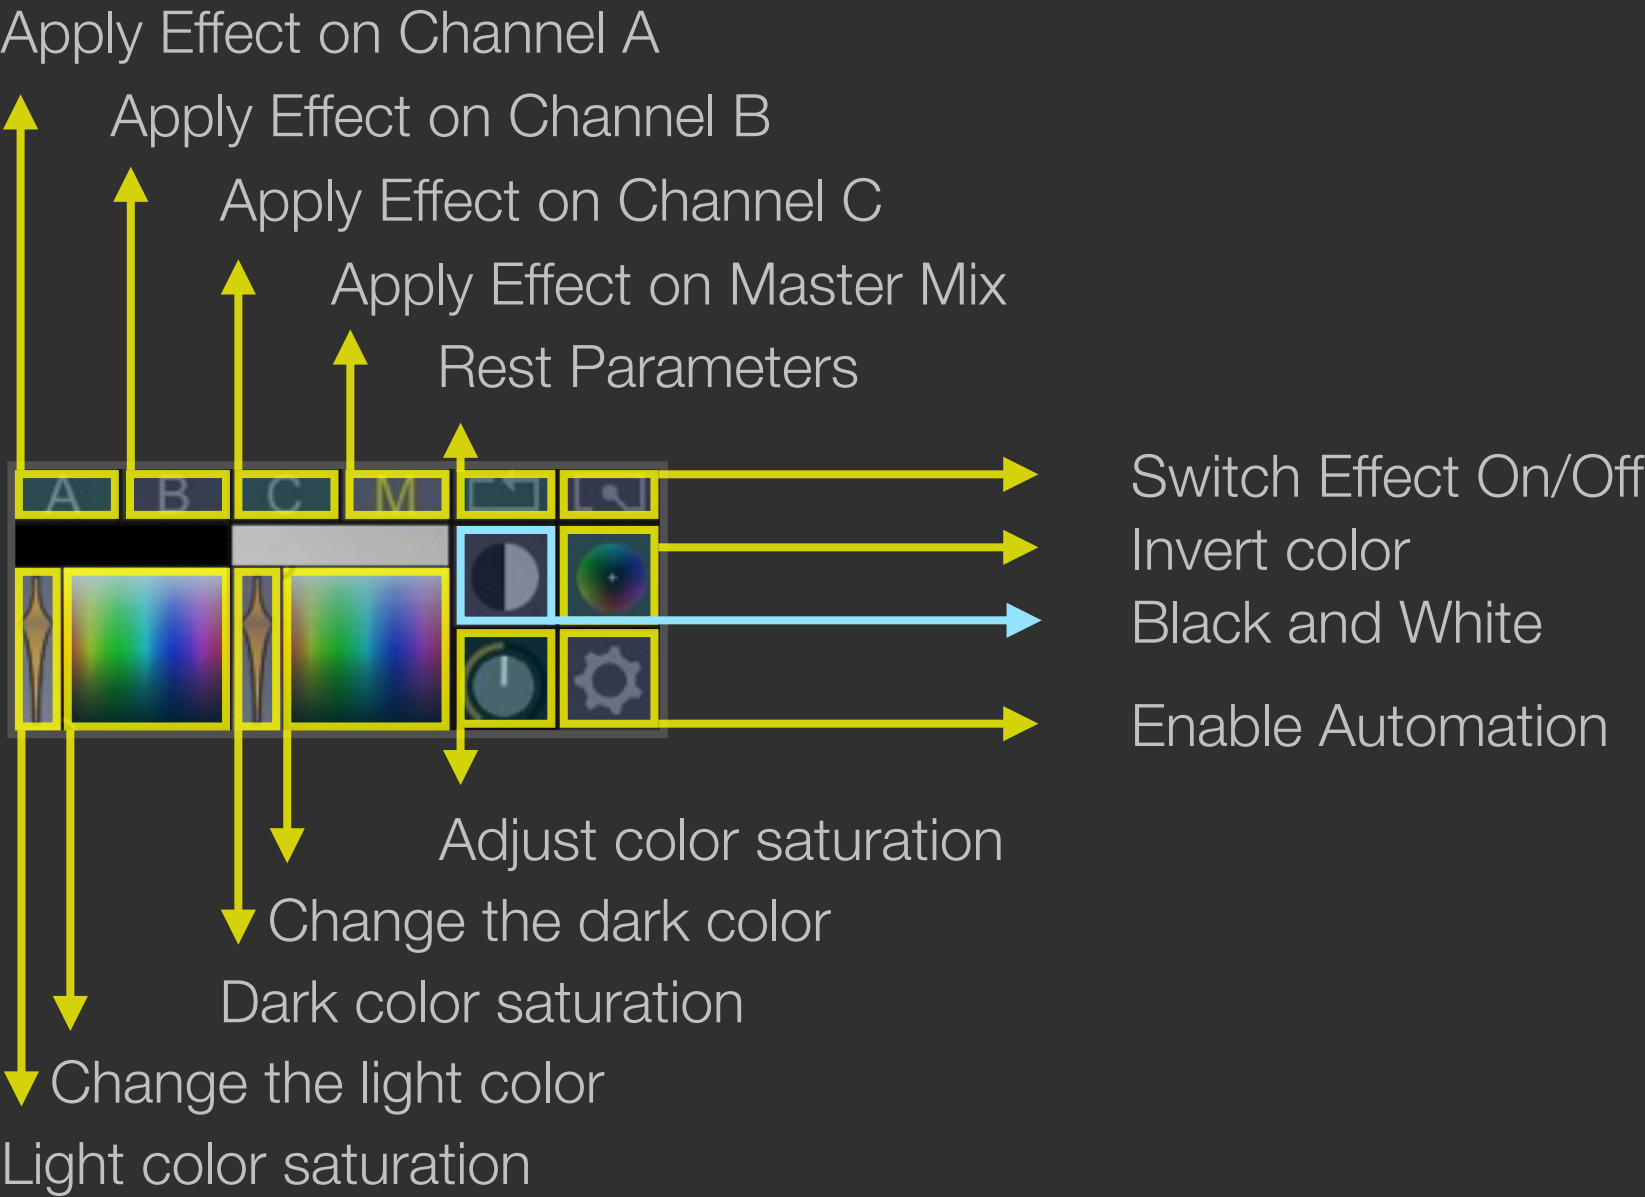 Apply Effect on Channel A
Apply Effect on Channel B
Apply Effect on Channel C
Apply Effect on Master Mix
Rest Parameters
A B C M
Switch Effect On/Off
Invert color
Black and White
Enable Automation
Adjust color saturation
Change the dark color
Dark color saturation
Change the light color
Light color saturation